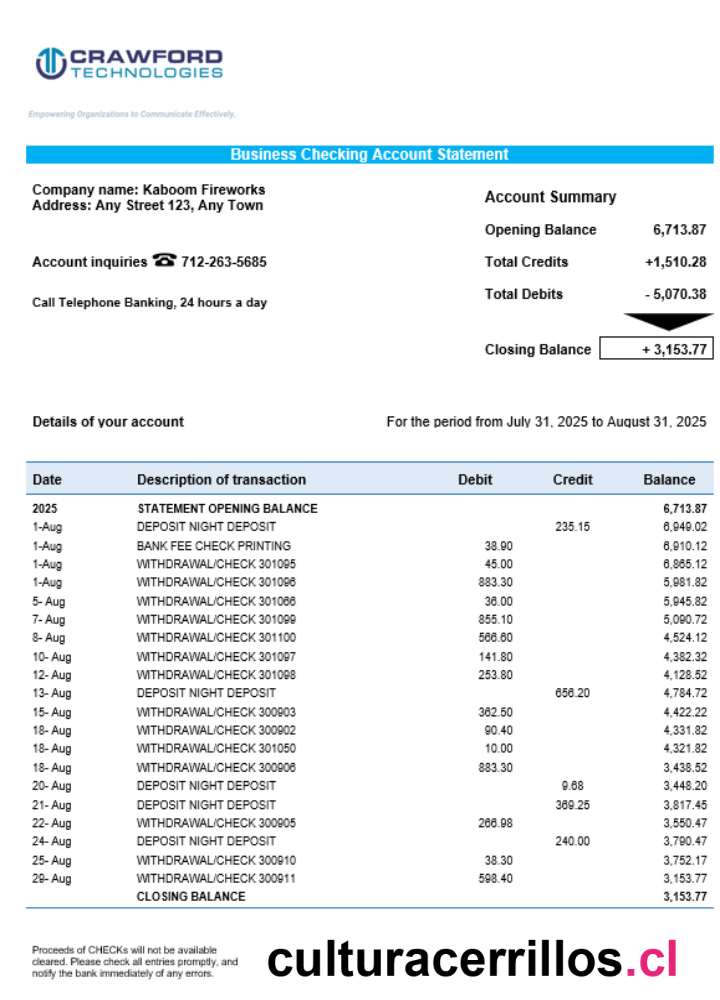 CRAWFORD
TECHNOLOGIES
Empowering Organizations to Communicate Effectively.
Business Checking Account Statement
Company name: Kaboom Fireworks
Address: Any Street 123, Any Town
Account inquiries ☎ 712-263-5685
Call Telephone Banking, 24 hours a day
Account Summary
Opening Balance 6,713.87
Total Credits +1,510.28
Total Debits - 5,070.38
Closing Balance + 3,153.77
Details of your account For the period from July 31, 2025 to August 31, 2025
Date Description of transaction Debit Credit Balance
2025 STATEMENT OPENING BALANCE 6,713.87
1-Aug DEPOSIT NIGHT DEPOSIT 235.15 6,949.02
1-Aug BANK FEE CHECK PRINTING 38.90 6,910.12
1-Aug WITHDRAWAL/CHECK 301095 45.00 6,865.12
1-Aug WITHDRAWAL/CHECK 301096 883.30 5,981.82
5- Aug WITHDRAWAL/CHECK 301066 36.00 5,945.82
7- Aug WITHDRAWAL/CHECK 301099 855.10 5,090.72
8- Aug WITHDRAWAL/CHECK 301100 566.60 4,524.12
10- Aug WITHDRAWAL/CHECK 301097 141.80 4,382.32
12- Aug WITHDRAWAL/CHECK 301098 253.80 4,128.52
13- Aug DEPOSIT NIGHT DEPOSIT 656.20 4,784.72
15- Aug WITHDRAWAL/CHECK 300903 362.50 4,422.22
18- Aug WITHDRAWAL/CHECK 300902 90.40 4,331.82
18- Aug WITHDRAWAL/CHECK 301050 10.00 4,321.82
18- Aug WITHDRAWAL/CHECK 300906 883.30 3,438.52
20- Aug DEPOSIT NIGHT DEPOSIT 9.68 3,448.20
21- Aug DEPOSIT NIGHT DEPOSIT 369.25 3,817.45
22- Aug WITHDRAWAL/CHECK 300905 266.98 3,550.47
24- Aug DEPOSIT NIGHT DEPOSIT 240.00 3,790.47
25- Aug WITHDRAWAL/CHECK 300910 38.30 3,752.17
29- Aug WITHDRAWAL/CHECK 300911 598.40 3,153.77
CLOSING BALANCE 3,153.77
Proceeds of CHECKs will not be available
cleared. Please check all entries promptly, and
notify the bank immediately of any errors.
culturacerrillos.cl